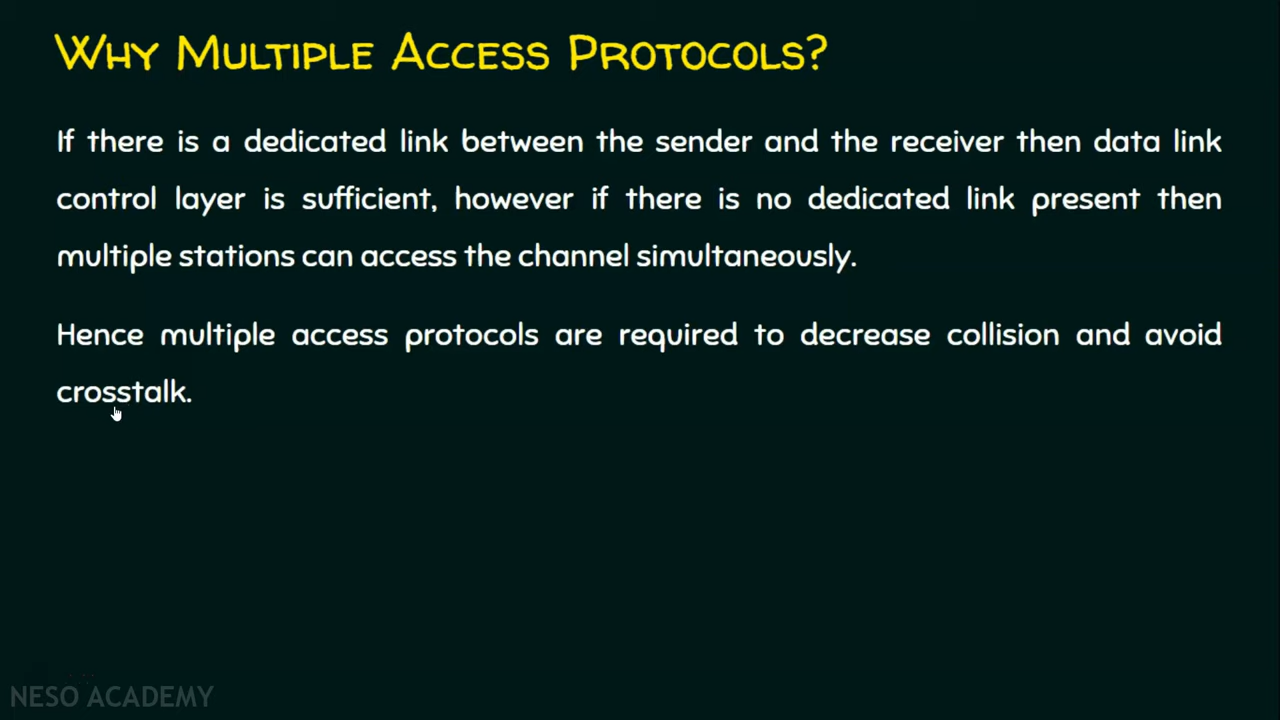 WHY MULTIPLE ACCESS PROTOCOLS?
If there is a dedicated link between the sender and the receiver then data link
control layer is sufficient, however if there is no dedicated link present then
multiple stations can access the channel simultaneously.
Hence multiple access protocols are required to decrease collision and avoid
crosstalk.
NESO ACADEMY